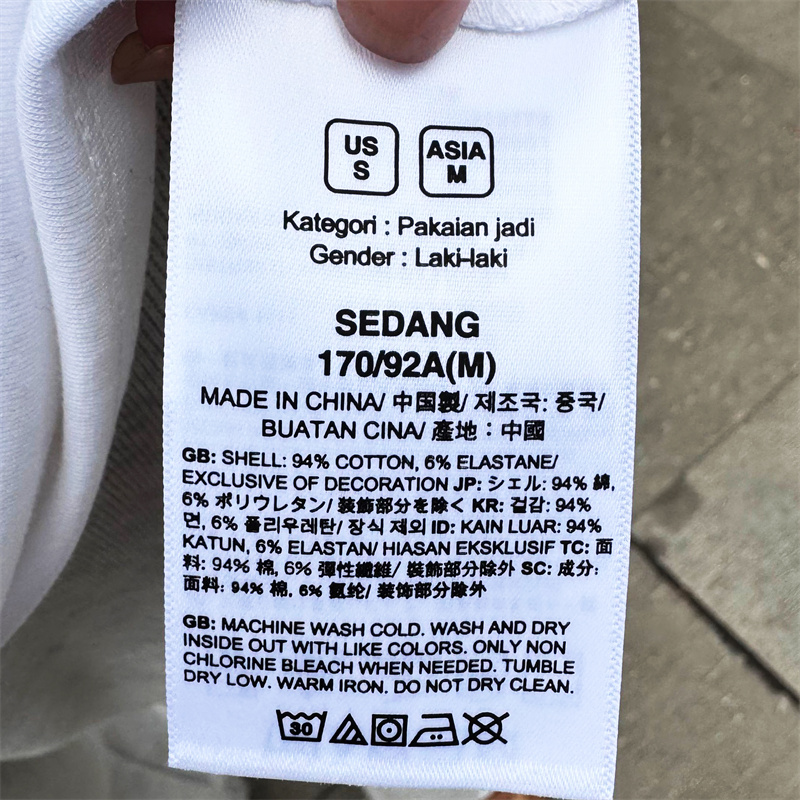 US
S
ASIA
M
Kategori : Pakaian jadi
Gender : Laki-laki
SEDANG
170/92A(M)
MADE IN CHINA/ 中国製/ 제조국: 중국/
BUATAN CINA/ 產地：中國
GB: SHELL: 94% COTTON, 6% ELASTANE/
EXCLUSIVE OF DECORATION JP: シェル: 94% 綿,
6% ポリウレタン/ 装飾部分を除く KR: 겉감: 94%
면, 6% 폴리우레탄/ 장식 제외 ID: KAIN LUAR: 94%
KATUN, 6% ELASTAN/ HIASAN EKSKLUSIF TC: 面
料: 94% 棉, 6% 彈性纖維/ 裝飾部分除外 SC: 成分:
面料: 94% 棉, 6% 氨纶/ 装饰部分除外
GB: MACHINE WASH COLD. WASH AND DRY
INSIDE OUT WITH LIKE COLORS. ONLY NON
CHLORINE BLEACH WHEN NEEDED. TUMBLE
DRY LOW. WARM IRON. DO NOT DRY CLEAN.
30